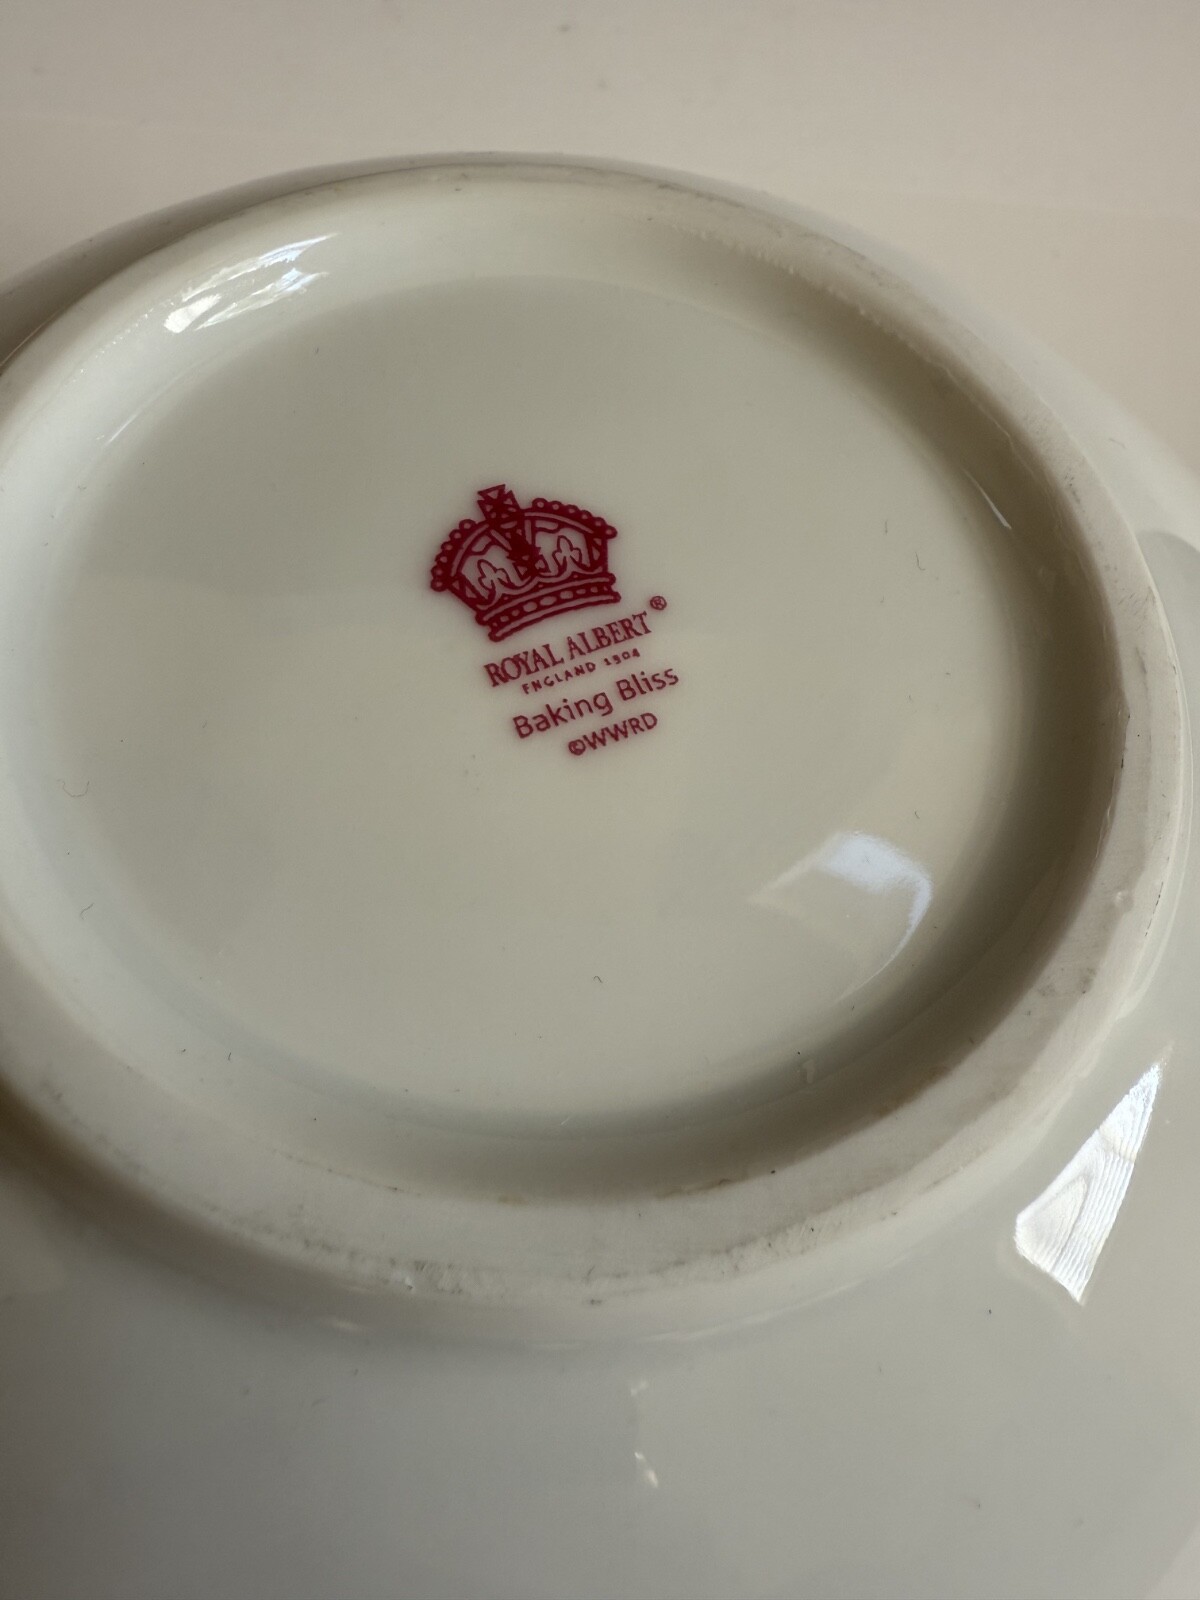 ROYAL ALBERT®
ENGLAND 1904
Baking Bliss
©WWRD